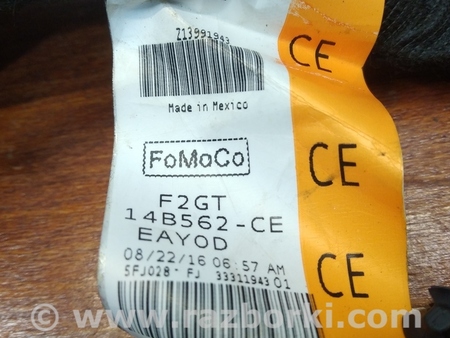 Z13991943
CE
Made in Mexico
FoMoCo
CE
F2GT
14B562-CE
EAYOD
08/22/16 06:57 AM
CE
5FJ028 FJ 33311943 01
www.razborki.com